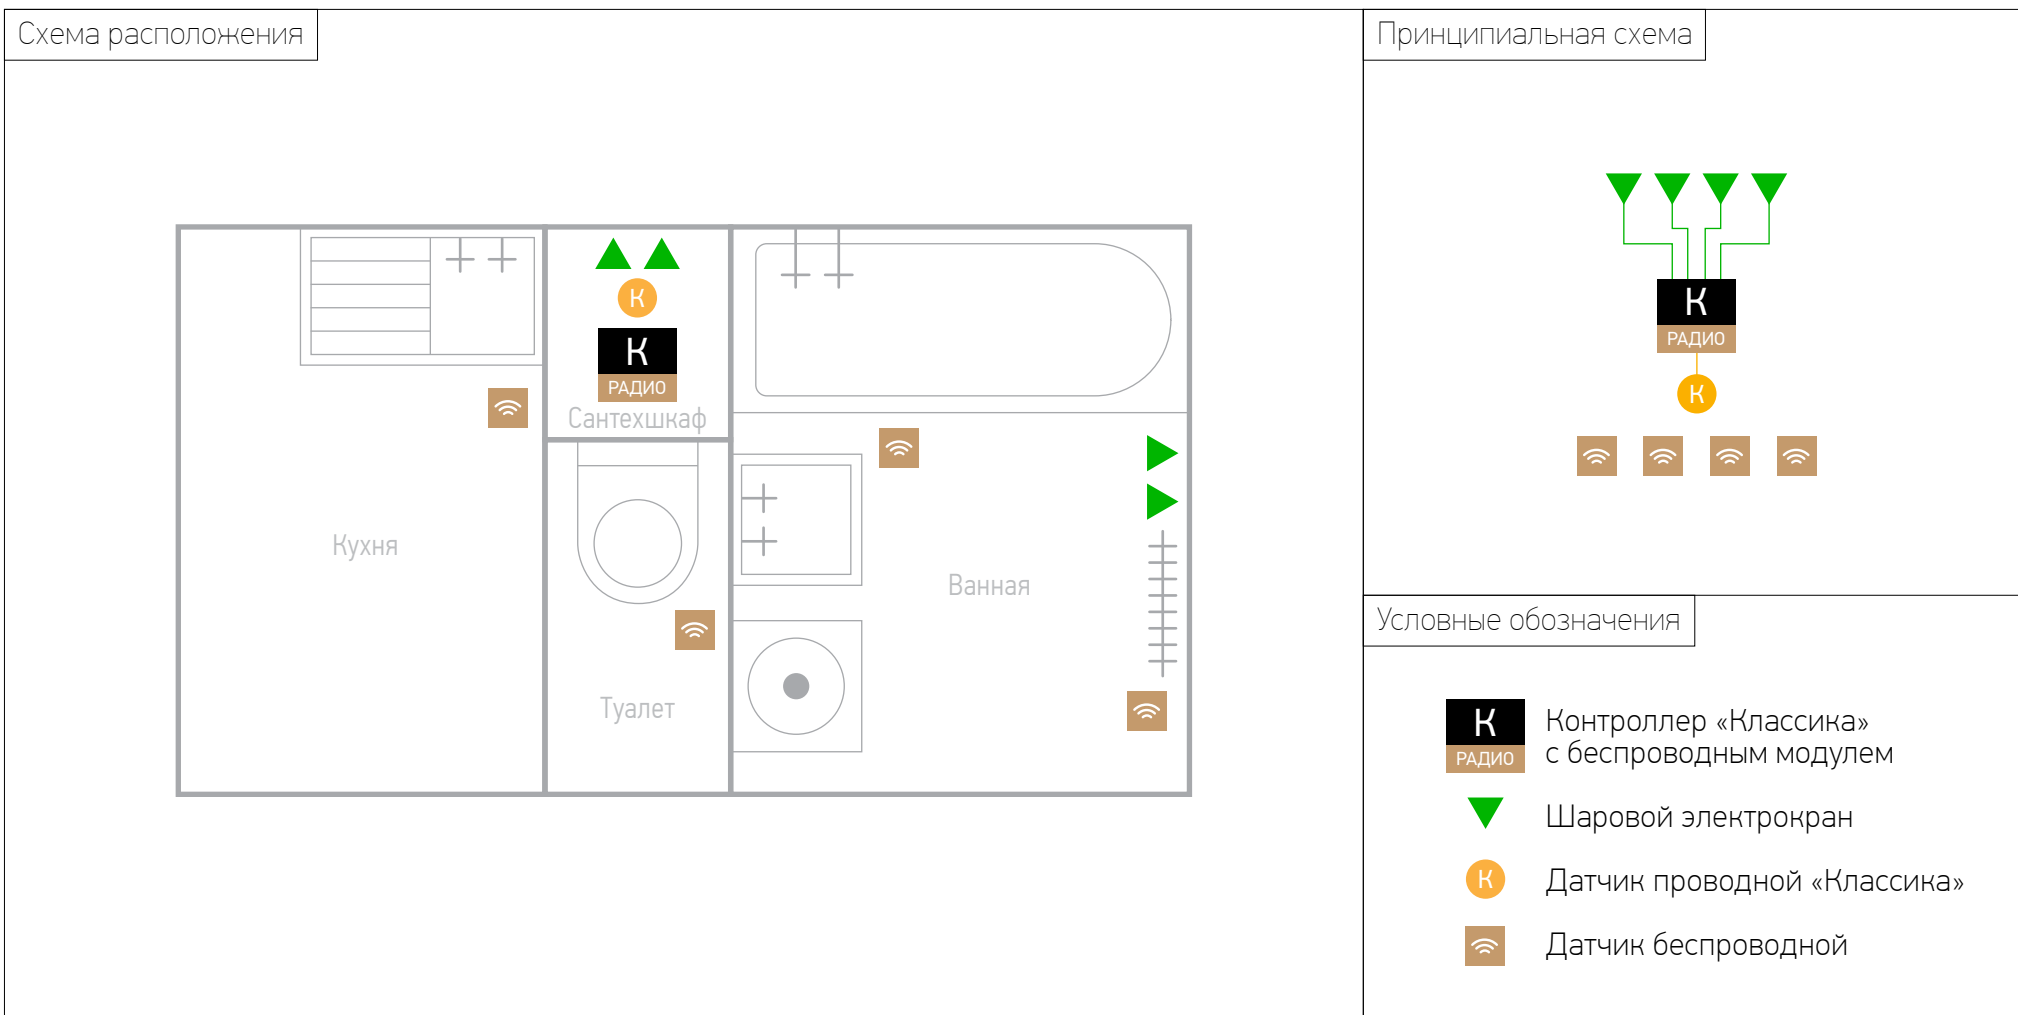 Схема расположения
К
К
РАДИО
Сантехшкаф
Кухня
Ванная
Туалет
Принципиальная схема
К
РАДИО
К
Условные обозначения
К
РАДИО
Контроллер «Классика»
с беспроводным модулем
Шаровой электрокран
К
Датчик проводной «Классика»
Датчик беспроводной